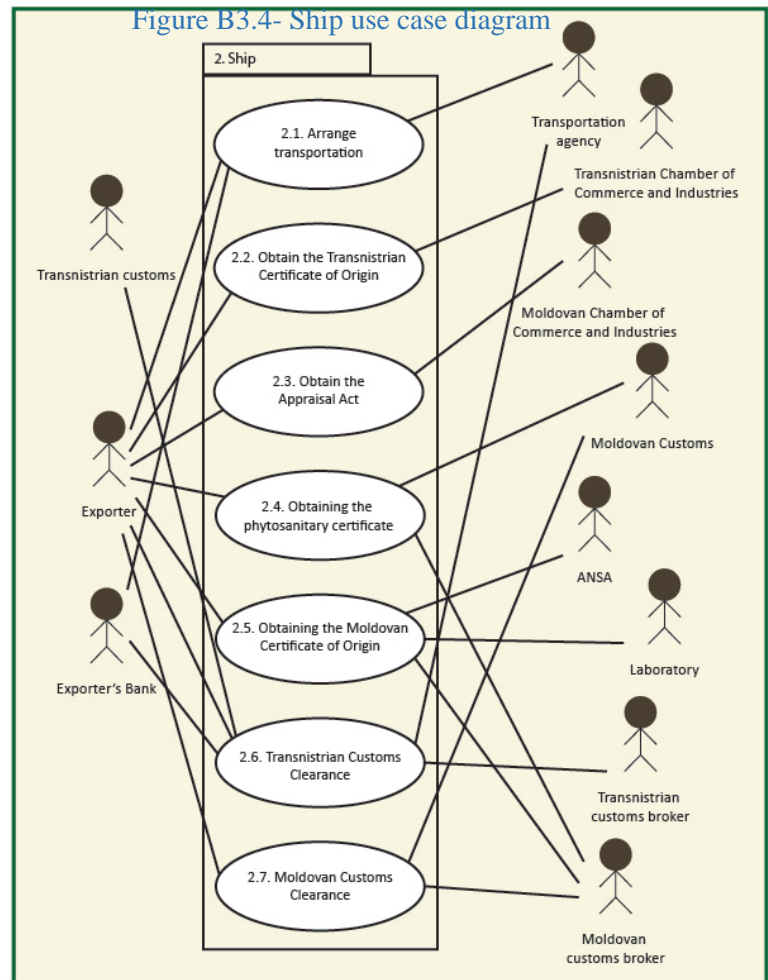 Figure B3.4- Ship use case diagram
2. Ship
2.1. Arrange
transportation
2.2. Obtain the Transnistrian
Certificate of Origin
2.3. Obtain the
Appraisal Act
2.4. Obtaining the
phytosanitary certificate
2.5. Obtaining the Moldovan
Certificate of Origin
2.6. Transnistrian Customs
Clearance
2.7. Moldovan Customs
Clearance
Transnistrian customs
Exporter
Exporter's Bank
Transportation
agency
Transnistrian Chamber of
Commerce and Industries
Moldovan Chamber of
Commerce and Industries
Moldovan Customs
ANSA
Laboratory
Transnistrian
customs broker
Moldovan
customs broker